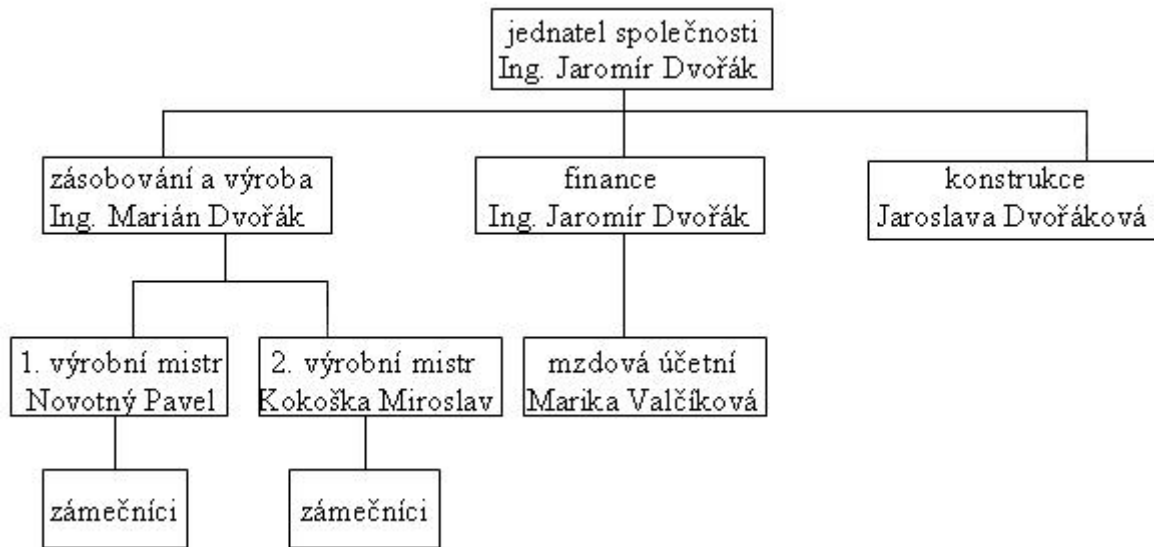 jednatel společnosti
Ing. Jaromír Dvořák
zásobování a výroba
Ing. Marián Dvořák
finance
Ing. Jaromír Dvořák
konstrukce
Jaroslava Dvořáková
1. výrobní mistr
Novotný Pavel
2. výrobní mistr
Kokoška Miroslav
mzdová účetní
Marika Valčíková
zámečníci
zámečníci